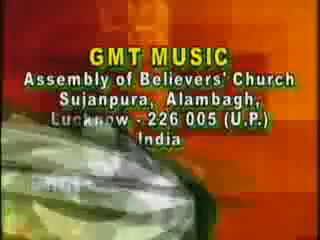 GMT MUSIC
Assembly of Believers' Church
Sujanpura, Alambagh,
Lucknow - 226 005 (U.P.)
India